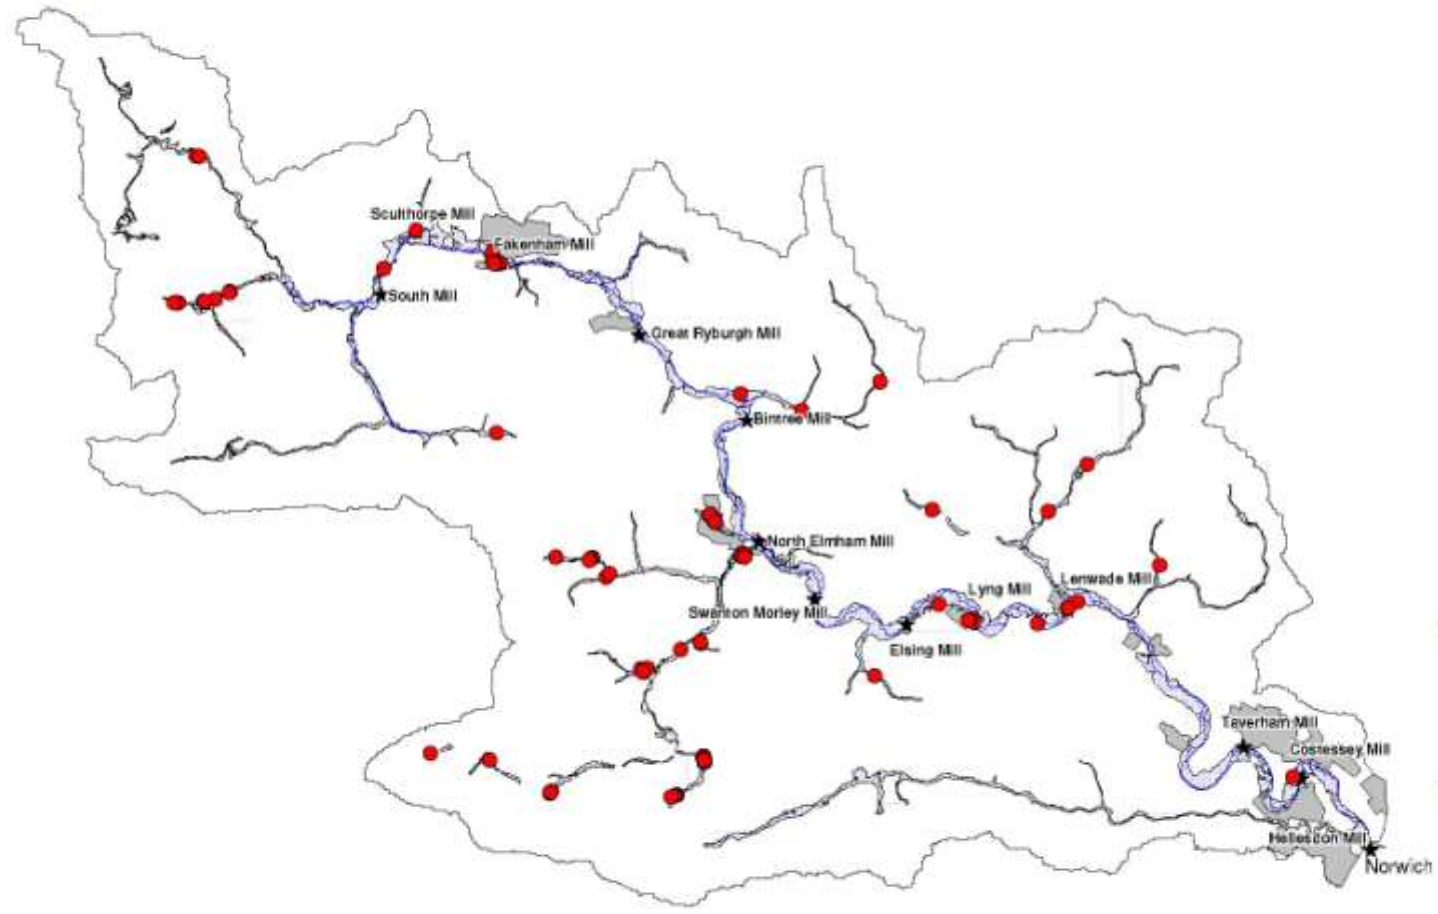 Sculthorpe Mill
Fakenham Mill
South Mill
Great Ryburgh Mill
Bintree Mill
North Elmham Mill
Swanton Morley Mill
Lyng Mill
Lenwade Mill
Elsing Mill
Taverham Mill
Costessey Mill
Hellesdon Mill
Norwich